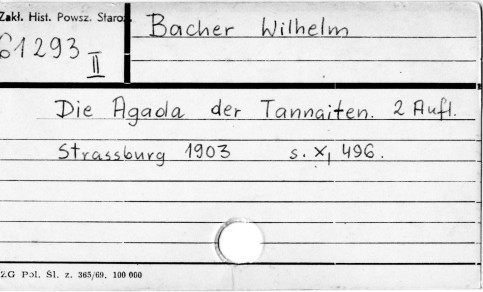 Zakł. Hist. Powsz. Staroż.
61293 II
Bacher Wilhelm
Die Agada der Tannaiten. 2 Aufl.
Strassburg 1903 s. X, 496.
ZG Pol. Śl. z. 365/69. 100 000